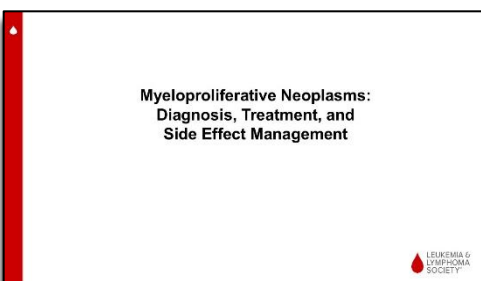 Myeloproliferative Neoplasms:
Diagnosis, Treatment, and
Side Effect Management
LEUKEMIA &
LYMPHOMA
SOCIETY